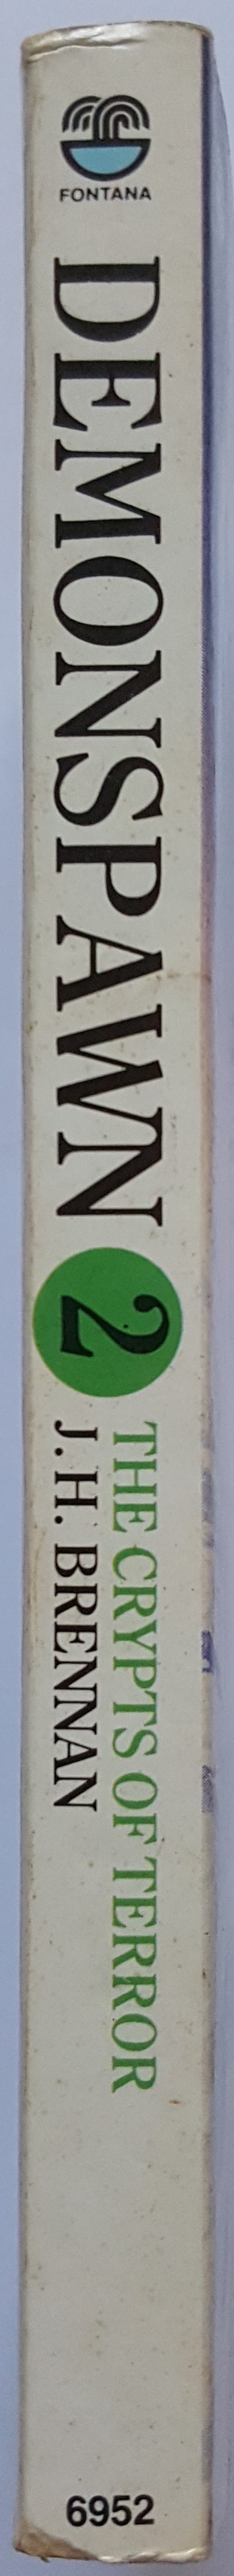 FONTANA
DEMONSPAWN 2
THE CRYPTS OF TERROR
J.H. BRENNAN
6952